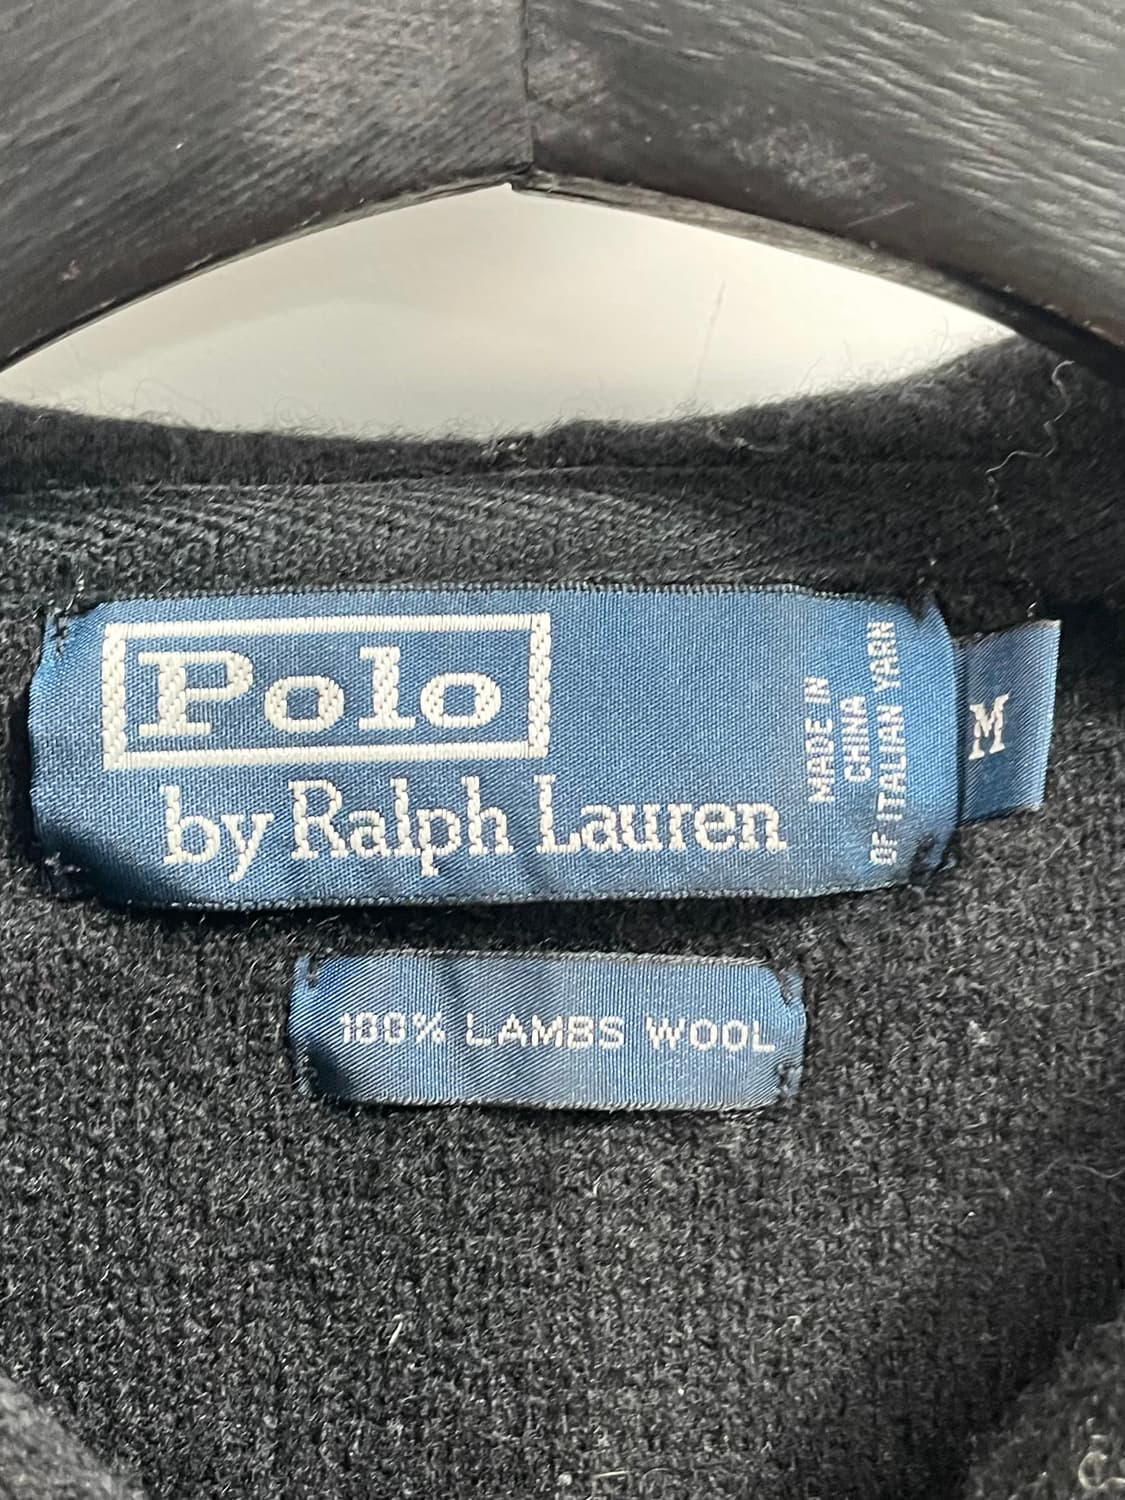 Polo
by Ralph Lauren
MADE IN
CHINA
OF ITALIAN YARN
M
100% LAMBS WOOL